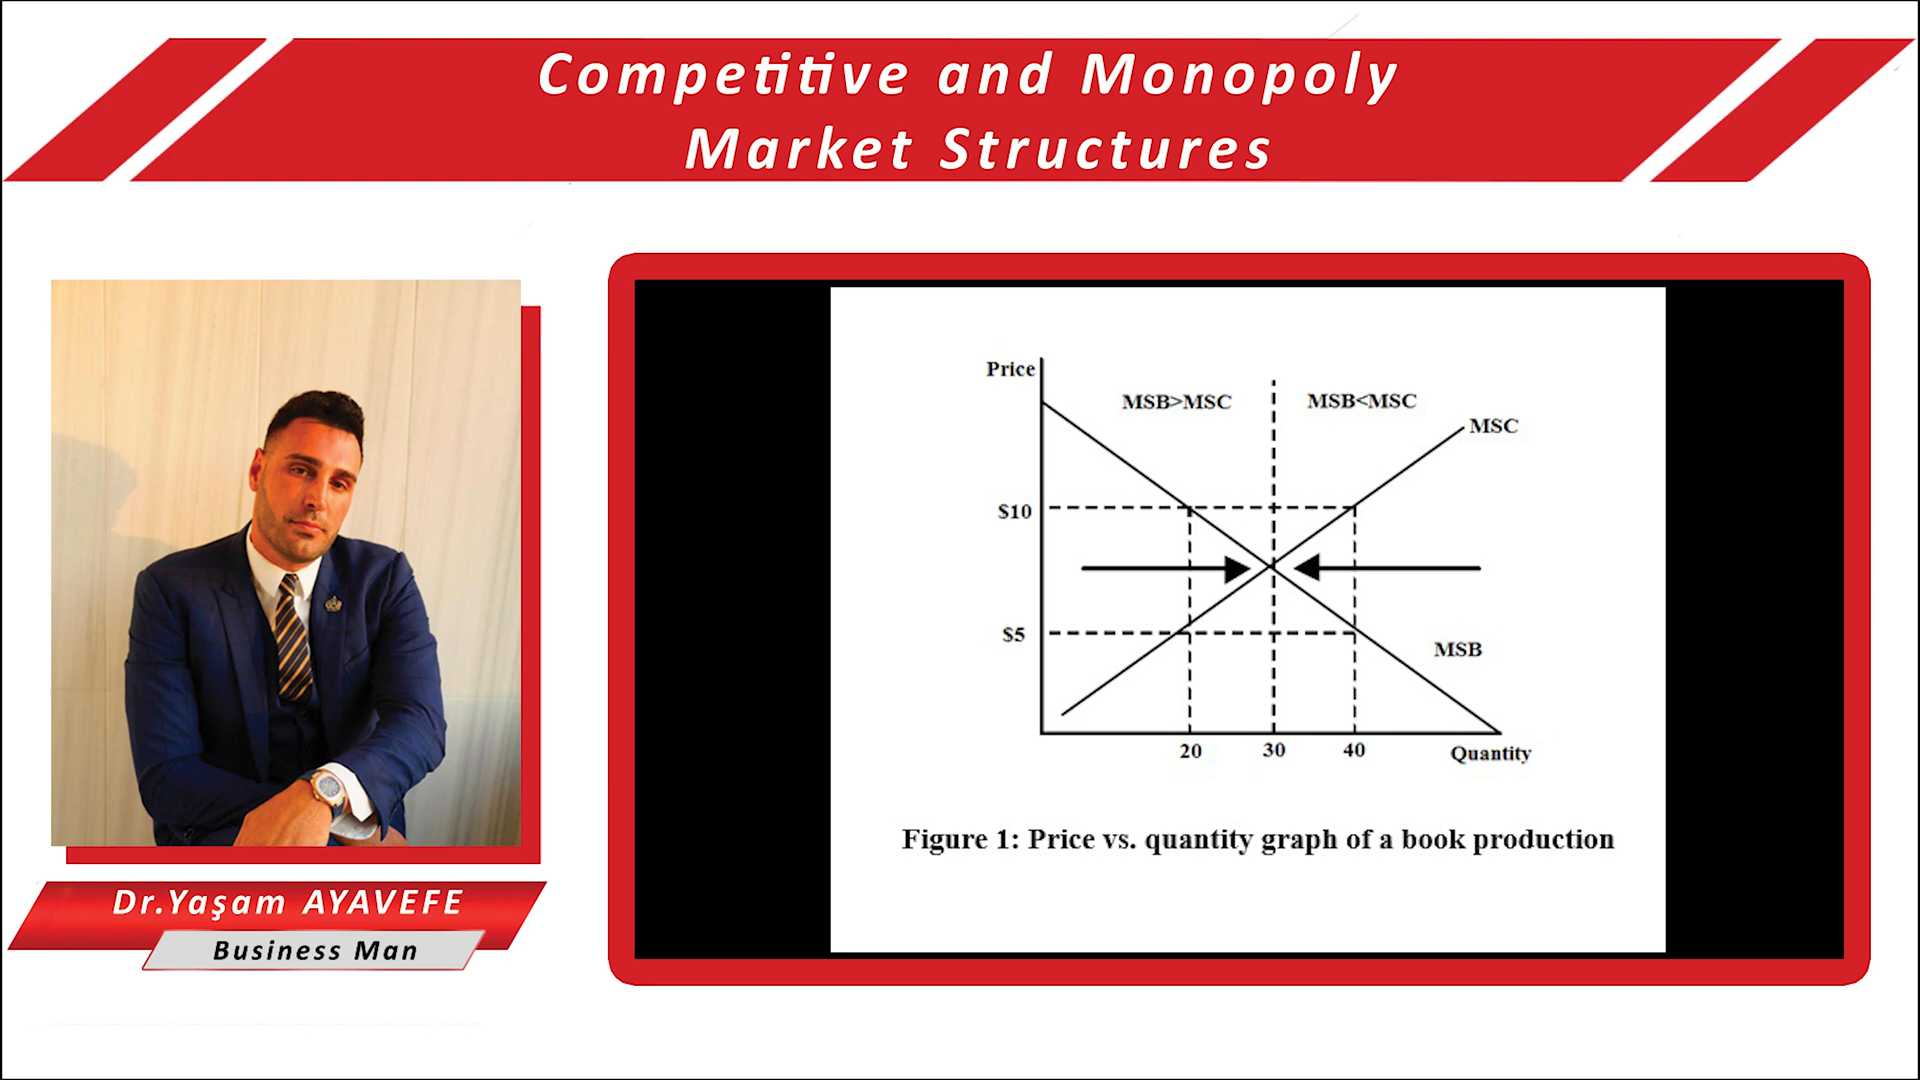 Competitive and Monopoly
Market Structures
Price
MSB>MSC
MSB<MSC
MSC
$10
$5
MSB
20
30
40
Quantity
Figure 1: Price vs. quantity graph of a book production
Dr.Yaşam AYAVEFE
Business Man